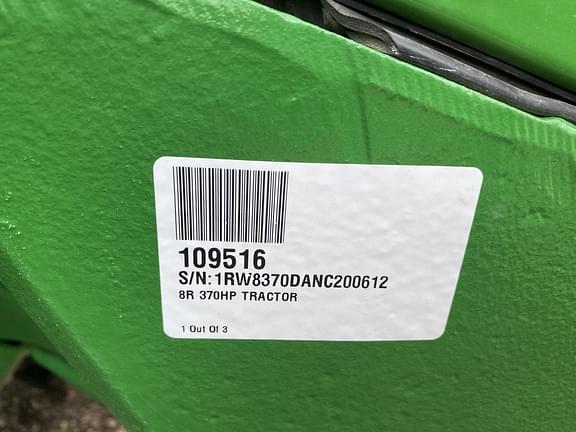 109516
S/N:1RW8370DANC200612
8R 370HP TRACTOR
1 Out Of 3